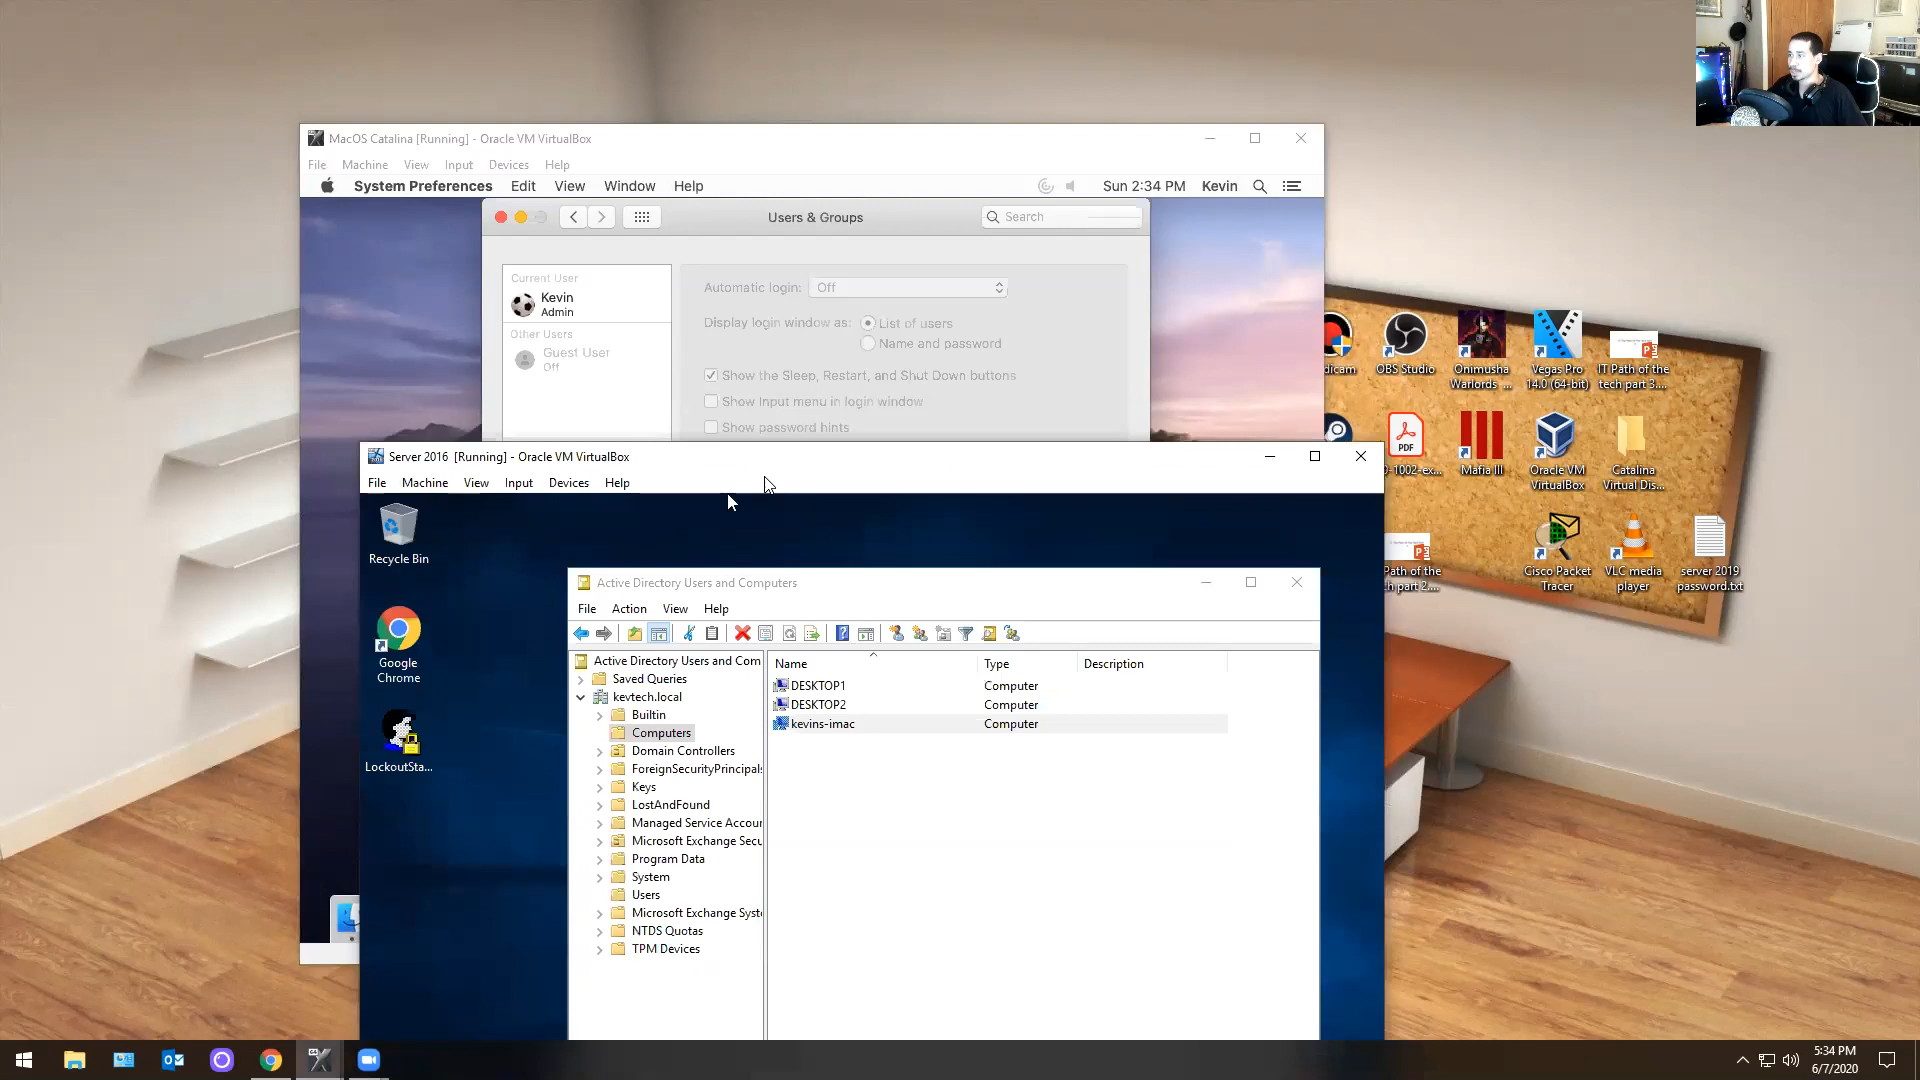 MacOS Catalina [Running] - Oracle VM VirtualBox
File Machine View Input Devices Help
System Preferences Edit View Window Help Sun 2:34 PM Kevin
Users & Groups
Search
Current User
Kevin
Admin
Other Users
Guest User
Off
Automatic login: Off
Display login window as: List of users
Name and password
Show the Sleep, Restart, and Shut Down buttons
Show Input menu in login window
Show password hints
dicam
OBS Studio
Onimusha
Warlords ...
Vegas Pro
14.0 (64-bit)
IT Path of the
tech part 3....
PDF
0-1002-ex...
Mafia III
Oracle VM
VirtualBox
Catalina
Virtual Dis...
Path of the
ch part 2....
Cisco Packet
Tracer
VLC media
player
server 2019
password.txt
Server 2016 [Running] - Oracle VM VirtualBox
File Machine View Input Devices Help
Recycle Bin
Google
Chrome
LockoutSta...
Active Directory Users and Computers
File Action View Help
Active Directory Users and Com
Saved Queries
kevtech.local
Builtin
Computers
Domain Controllers
ForeignSecurityPrincipals
Keys
LostAndFound
Managed Service Accour
Microsoft Exchange Secu
Program Data
System
Users
Microsoft Exchange Syste
NTDS Quotas
TPM Devices
Name Type Description
DESKTOP1 Computer
DESKTOP2 Computer
kevins-imac Computer
5:34 PM
6/7/2020